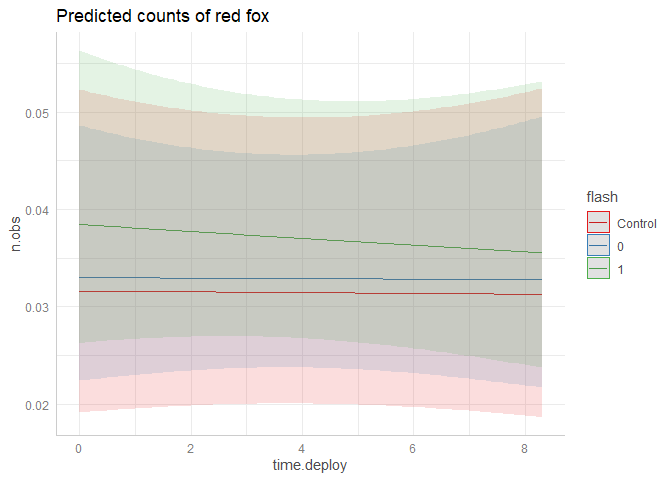 Predicted counts of red fox
n.obs
0.05
0.04
0.03
0.02
0
2
4
6
8
time.deploy
flash
Control
0
1